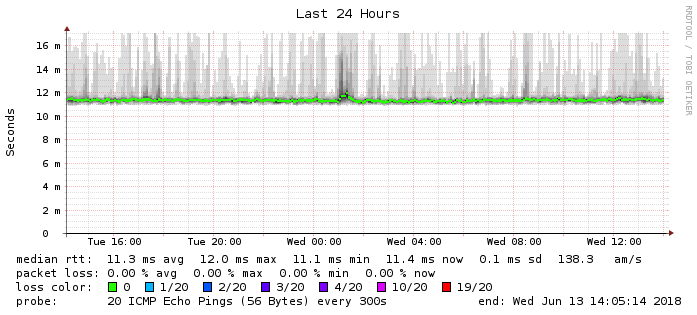 Last 24 Hours
RRDTOOL / TOBI OETIKER
Seconds
16 m
14 m
12 m
10 m
8 m
6 m
4 m
2 m
0
Tue 16:00 Tue 20:00 Wed 00:00 Wed 04:00 Wed 08:00 Wed 12:00
median rtt: 11.3 ms avg 12.0 ms max 11.1 ms min 11.4 ms now 0.1 ms sd 138.3 am/s
packet loss: 0.00 % avg 0.00 % max 0.00 % min 0.00 % now
loss color: 0 1/20 2/20 3/20 4/20 10/20 19/20
probe: 20 ICMP Echo Pings (56 Bytes) every 300s end: Wed Jun 13 14:05:14 2018